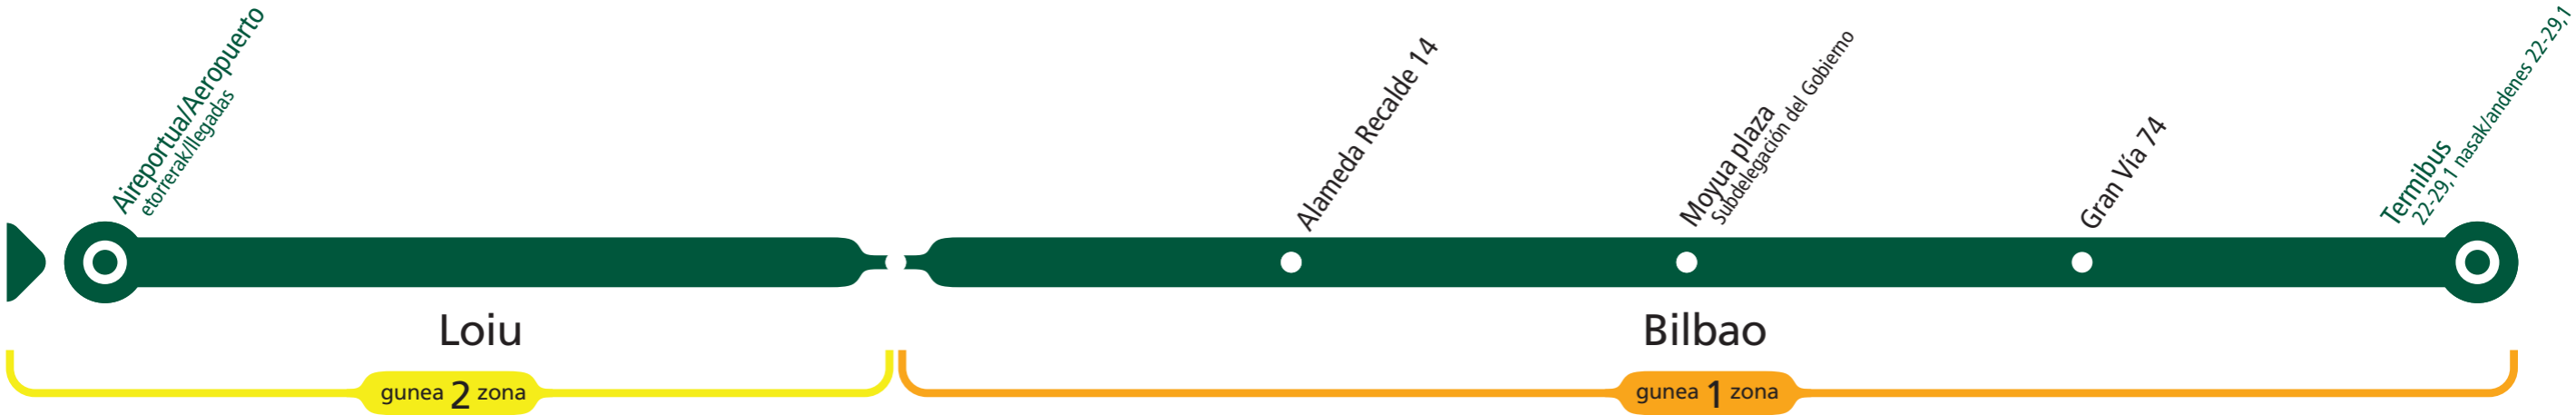 Aireportua/Aeropuerto
etorrerak/llegadas
Alameda Recalde 14
Moyua plaza
Subdelegación del Gobierno
Gran Vía 74
Termibus
22-29,1 nasak/andenes 22-29,1
Loiu
Bilbao
gunea 2 zona
gunea 1 zona